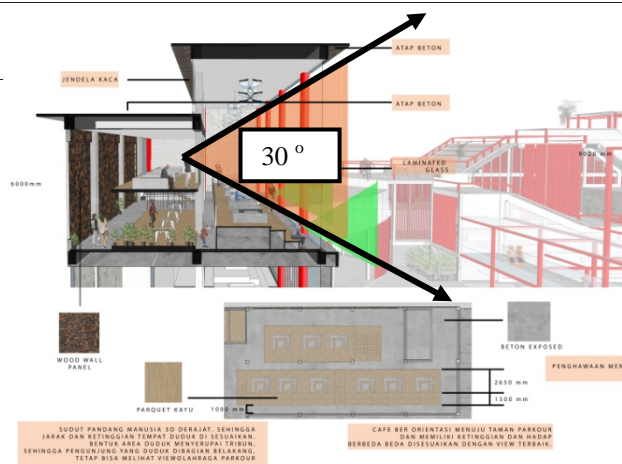 ATAP BETON
JENDELA KACA
ATAP BETON
30 o
LAMINATED
GLASS
9000 mm
6000mm
WOOD WALL
PANEL
PARQUET KAYU
1000 mm
BETON EXPOSED
PENGHAWAAN MEN
2650 mm
1500 mm
SUDUT PANDANG MANUSIA 30 DERAJAT, SEHINGGA
JARAK DAN KETINGGIAN TEMPAT DUDUK DI SESUAIKAN,
BENTUK AREA DUDUK MENYERUPAI TRIBUN,
SEHINGGA PENGUNJUNG YANG DUDUK DIBAGIAN BELAKANG,
TETAP BISA MELIHAT VIEWOLAHRAGA PARKOUR
CAFE BER ORIENTASI MENUJU TAMAN PARKOUR
DAN MEMILIKI KETINGGIAN DAN HADAP
BERBEDA BEDA DISESUAIKAN DENGAN VIEW TERBAIK.